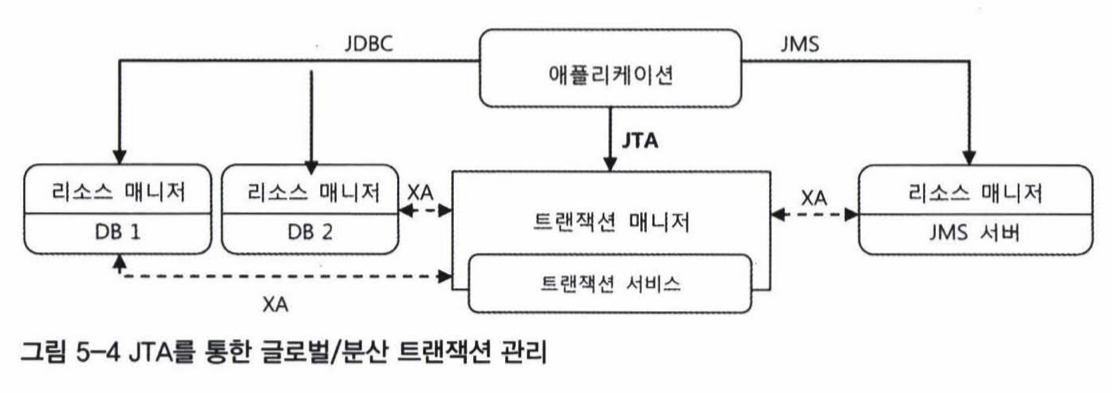 JDBC
애플리케이션
JMS
JTA
리소스 매니저
DB 1
리소스 매니저
DB 2
XA
트랜잭션 매니저
트랜잭션 서비스
XA
리소스 매니저
JMS 서버
XA
그림 5-4 JTA를 통한 글로벌/분산 트랜잭션 관리